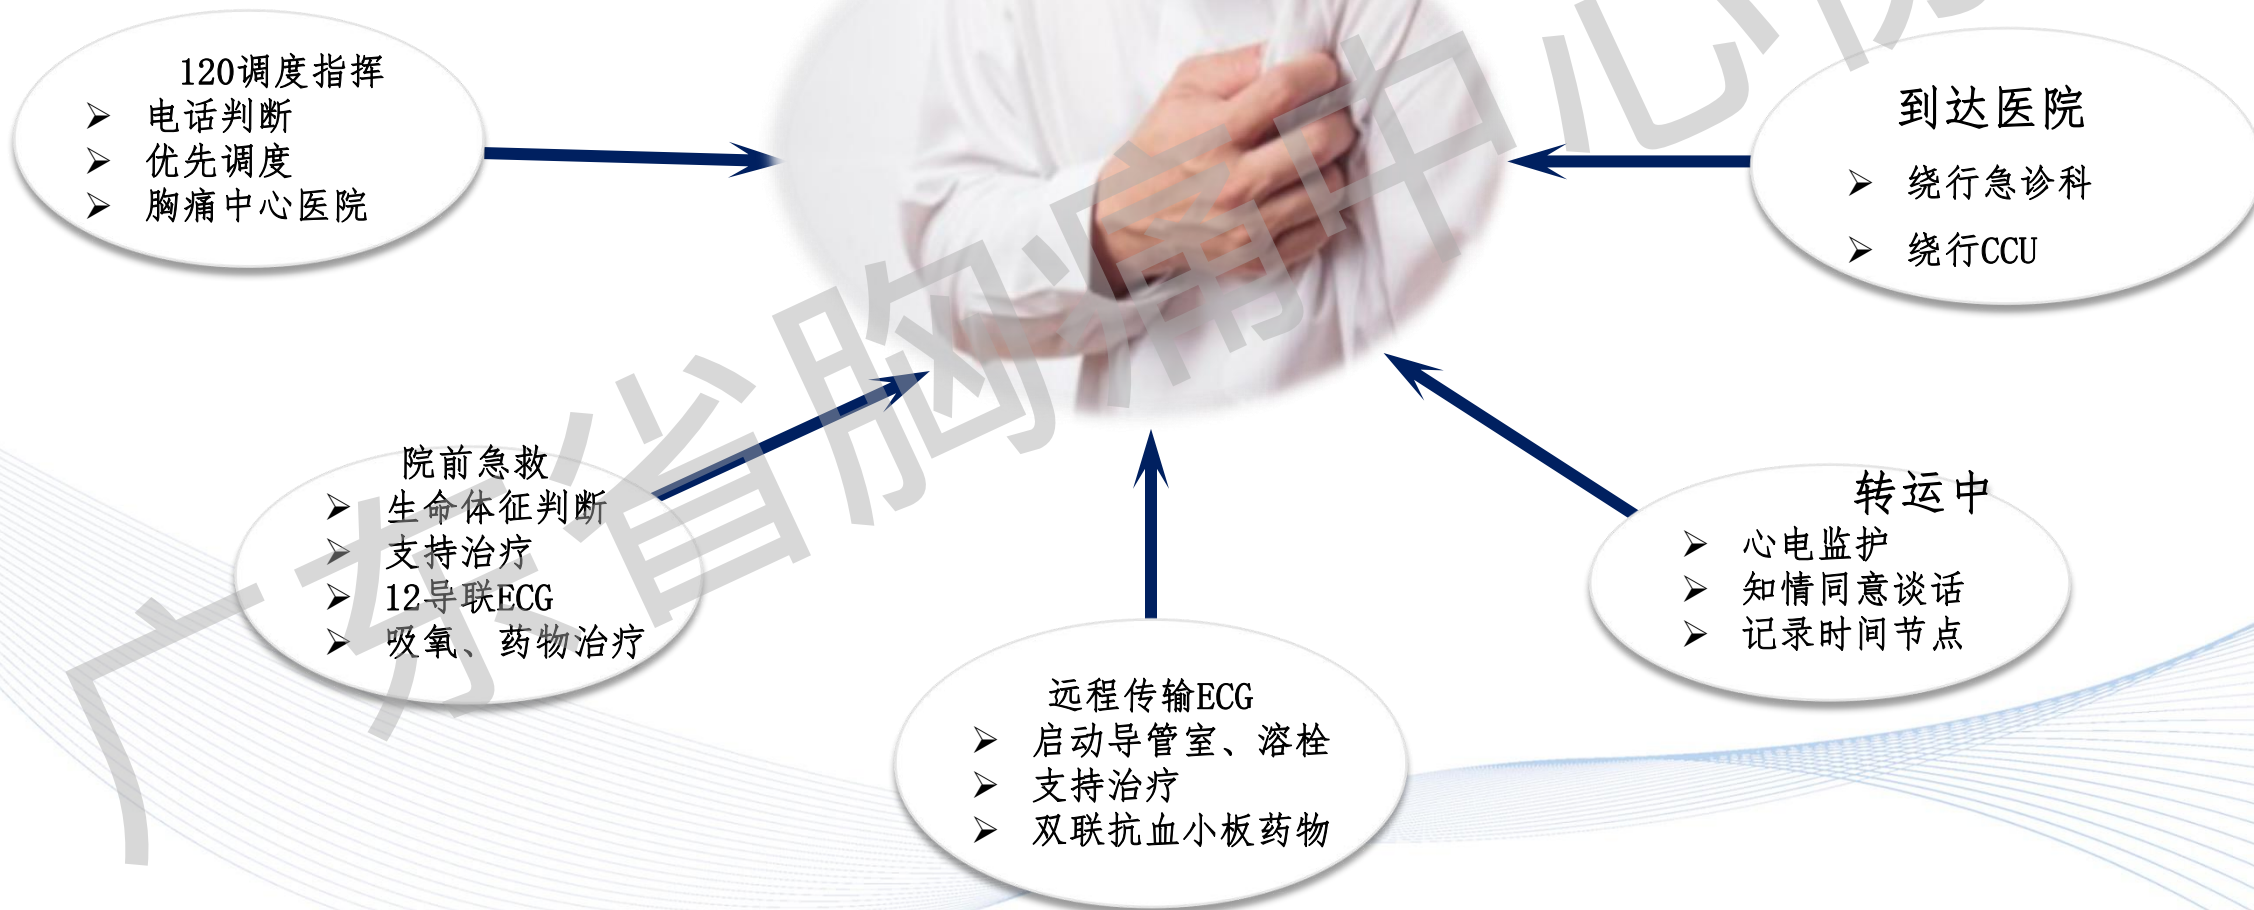 120调度指挥
➢ 电话判断
➢ 优先调度
➢ 胸痛中心医院
到达医院
➢ 绕行急诊科
➢ 绕行CCU
院前急救
➢ 生命体征判断
➢ 支持治疗
➢ 12导联ECG
➢ 吸氧、药物治疗
远程传输ECG
➢ 启动导管室、溶栓
➢ 支持治疗
➢ 双联抗血小板药物
转运中
➢ 心电监护
➢ 知情同意谈话
➢ 记录时间节点
广东省胸痛中心